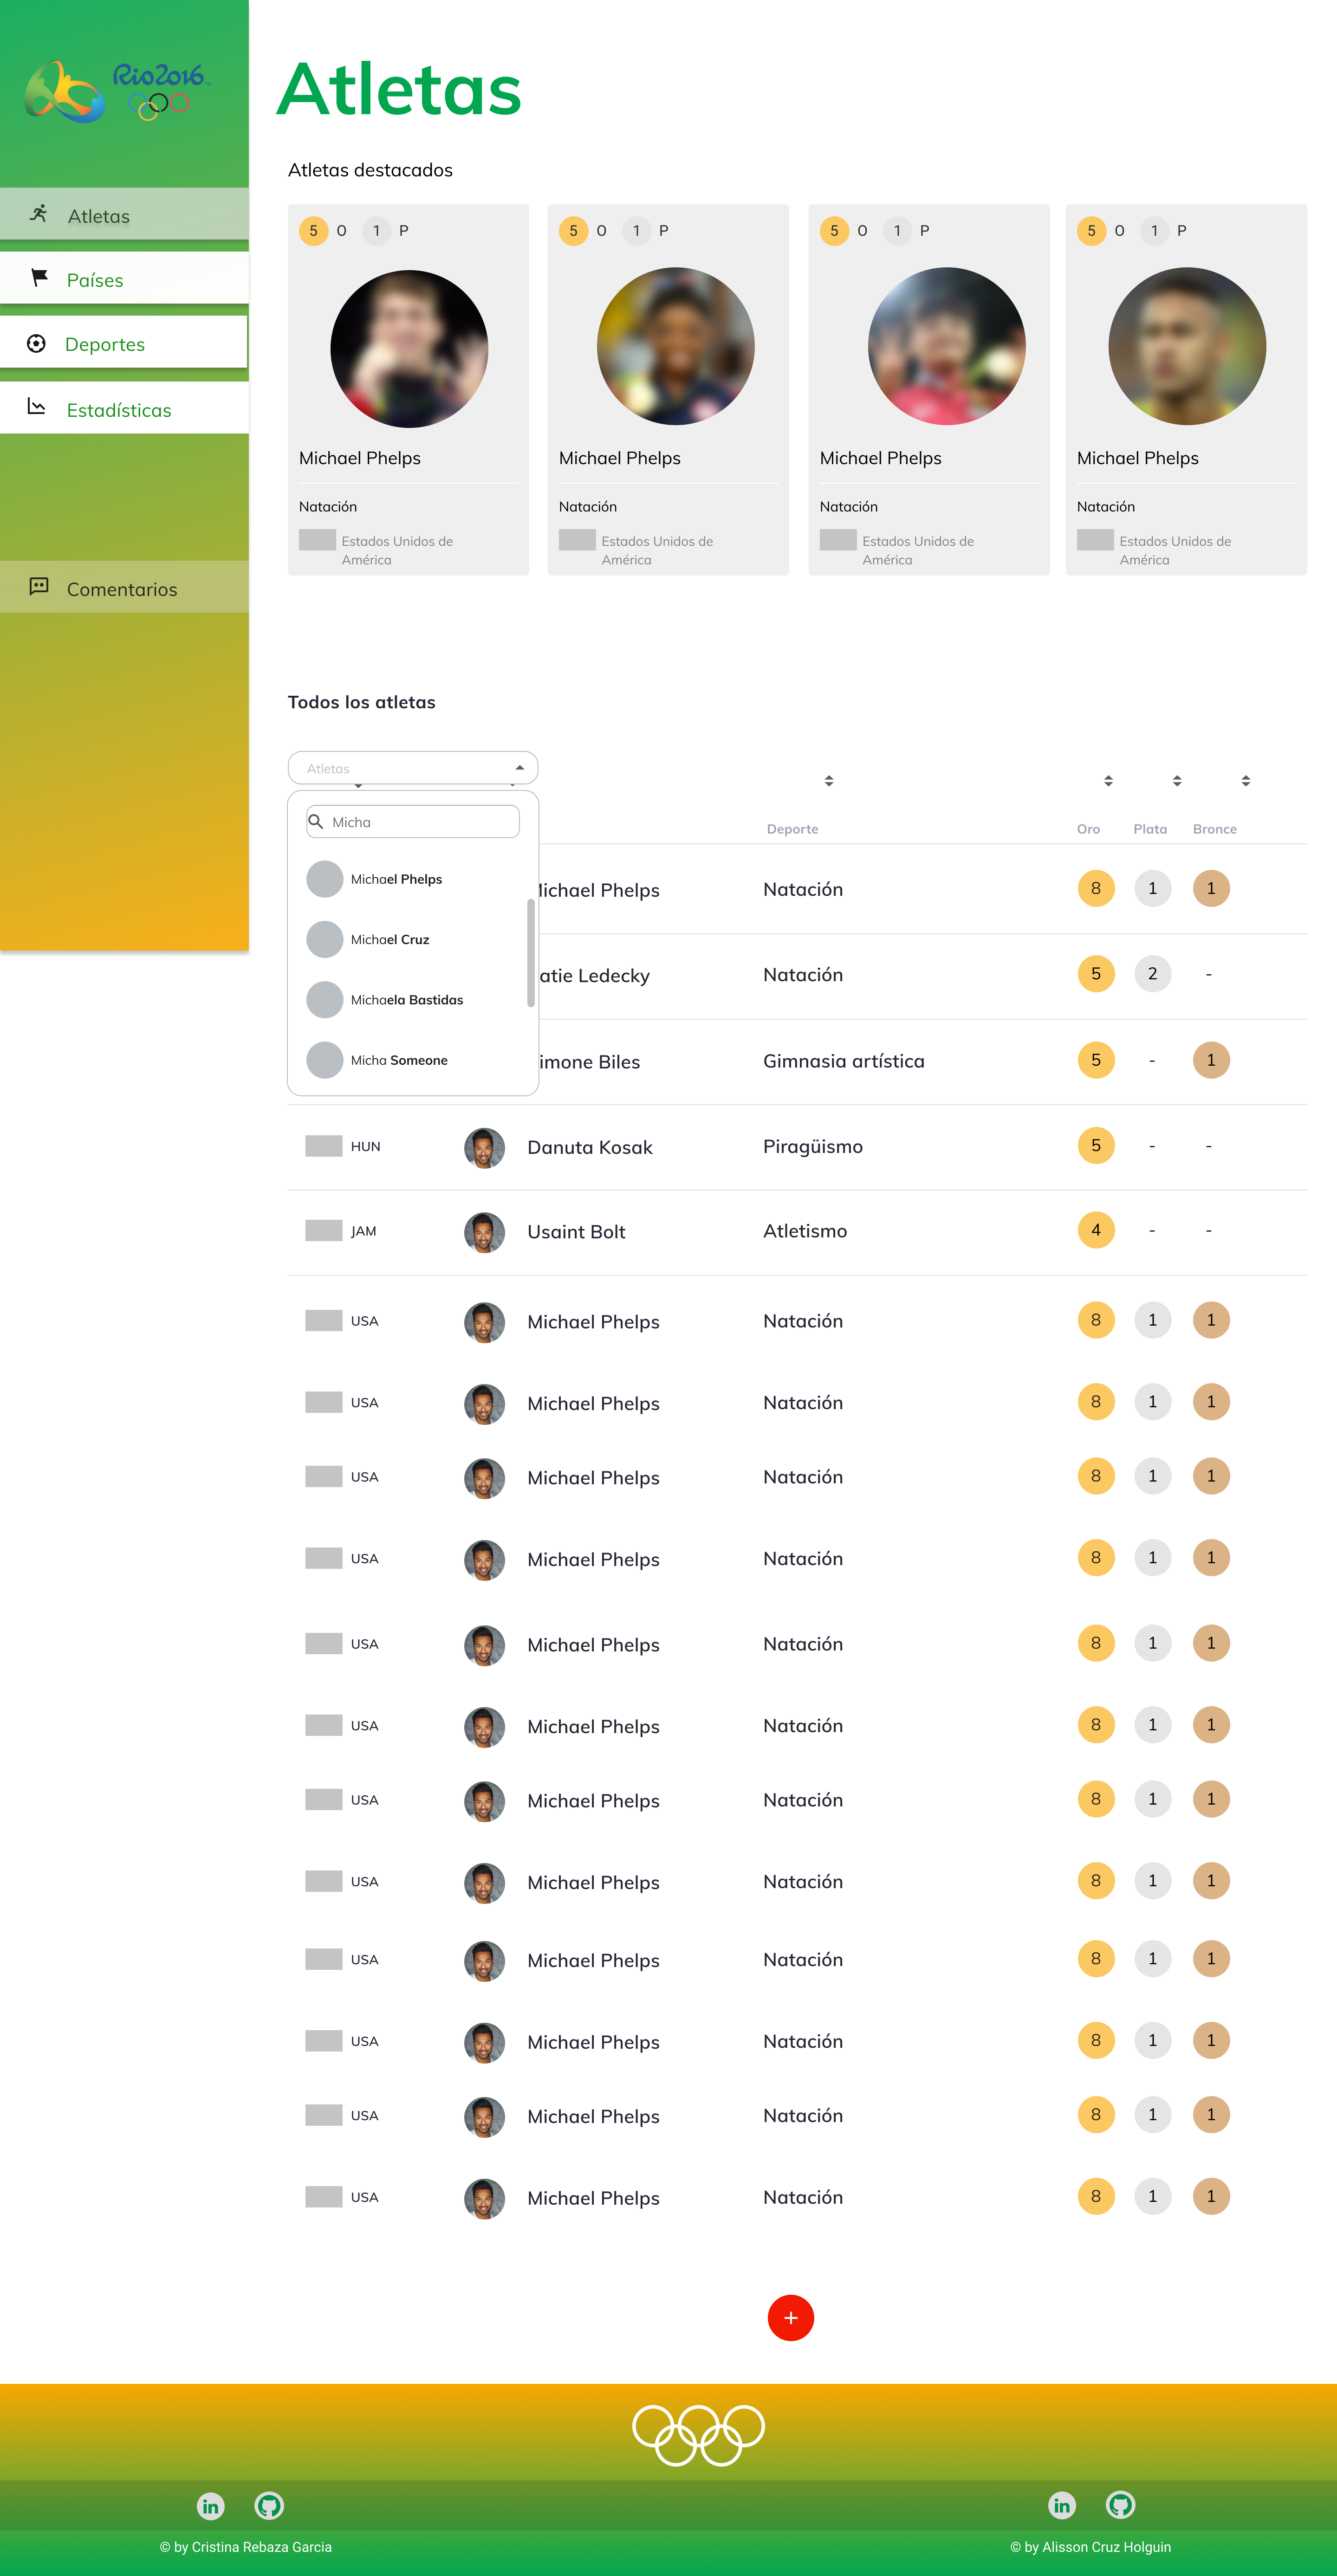 Rio2016
Atletas
Países
Deportes
Estadísticas
Comentarios
Atletas
Atletas destacados
5 O 1 P
Michael Phelps
Natación
Estados Unidos de
América
5 O 1 P
Michael Phelps
Natación
Estados Unidos de
América
5 O 1 P
Michael Phelps
Natación
Estados Unidos de
América
5 O 1 P
Michael Phelps
Natación
Estados Unidos de
América
Todos los atletas
Atletas
Micha
Michael Phelps
Michael Cruz
Michaela Bastidas
Micha Someone
Deporte Oro Plata Bronce
ichael Phelps Natación 8 1 1
atie Ledecky Natación 5 2 -
imone Biles Gimnasia artística 5 - 1
HUN Danuta Kosak Piragüismo 5 - -
JAM Usaint Bolt Atletismo 4 - -
USA Michael Phelps Natación 8 1 1
USA Michael Phelps Natación 8 1 1
USA Michael Phelps Natación 8 1 1
USA Michael Phelps Natación 8 1 1
USA Michael Phelps Natación 8 1 1
USA Michael Phelps Natación 8 1 1
USA Michael Phelps Natación 8 1 1
USA Michael Phelps Natación 8 1 1
USA Michael Phelps Natación 8 1 1
USA Michael Phelps Natación 8 1 1
USA Michael Phelps Natación 8 1 1
USA Michael Phelps Natación 8 1 1
+
in
in
© by Cristina Rebaza Garcia
© by Alisson Cruz Holguin